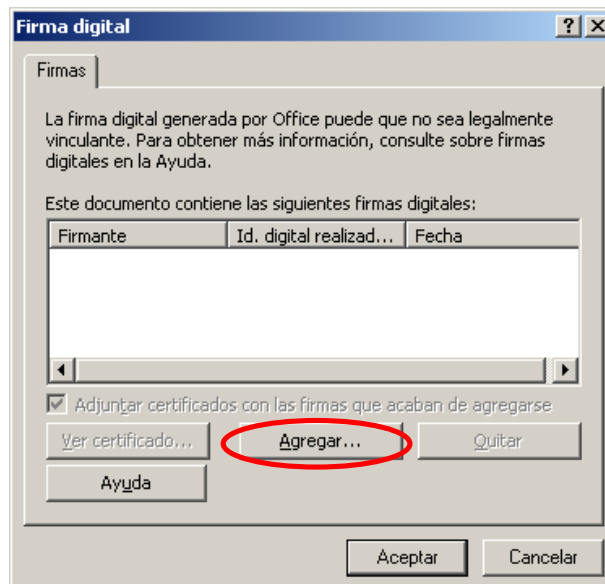 Firma digital
Firmas
La firma digital generada por Office puede que no sea legalmente
vinculante. Para obtener más información, consulte sobre firmas
digitales en la Ayuda.
Este documento contiene las siguientes firmas digitales:
Firmante Id. digital realizad... Fecha
Adjuntar certificados con las firmas que acaban de agregarse
Ver certificado... Agregar... Quitar
Ayuda
Aceptar Cancelar